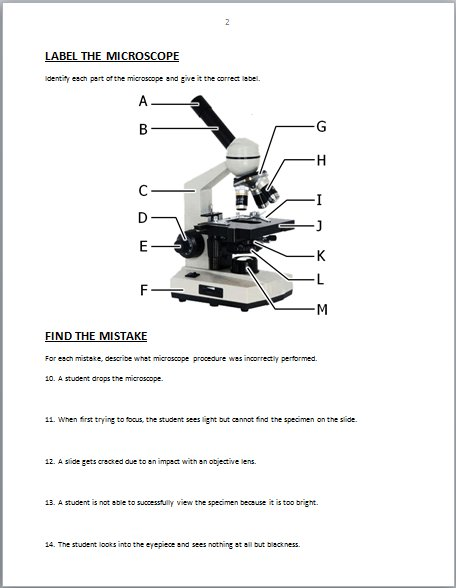 2
LABEL THE MICROSCOPE
Identify each part of the microscope and give it the correct label.
A
B
G
H
C
I
D
J
E
K
L
F
M
FIND THE MISTAKE
For each mistake, describe what microscope procedure was incorrectly performed.
10. A student drops the microscope.
11. When first trying to focus, the student sees light but cannot find the specimen on the slide.
12. A slide gets cracked due to an impact with an objective lens.
13. A student is not able to successfully view the specimen because it is too bright.
14. The student looks into the eyepiece and sees nothing at all but blackness.